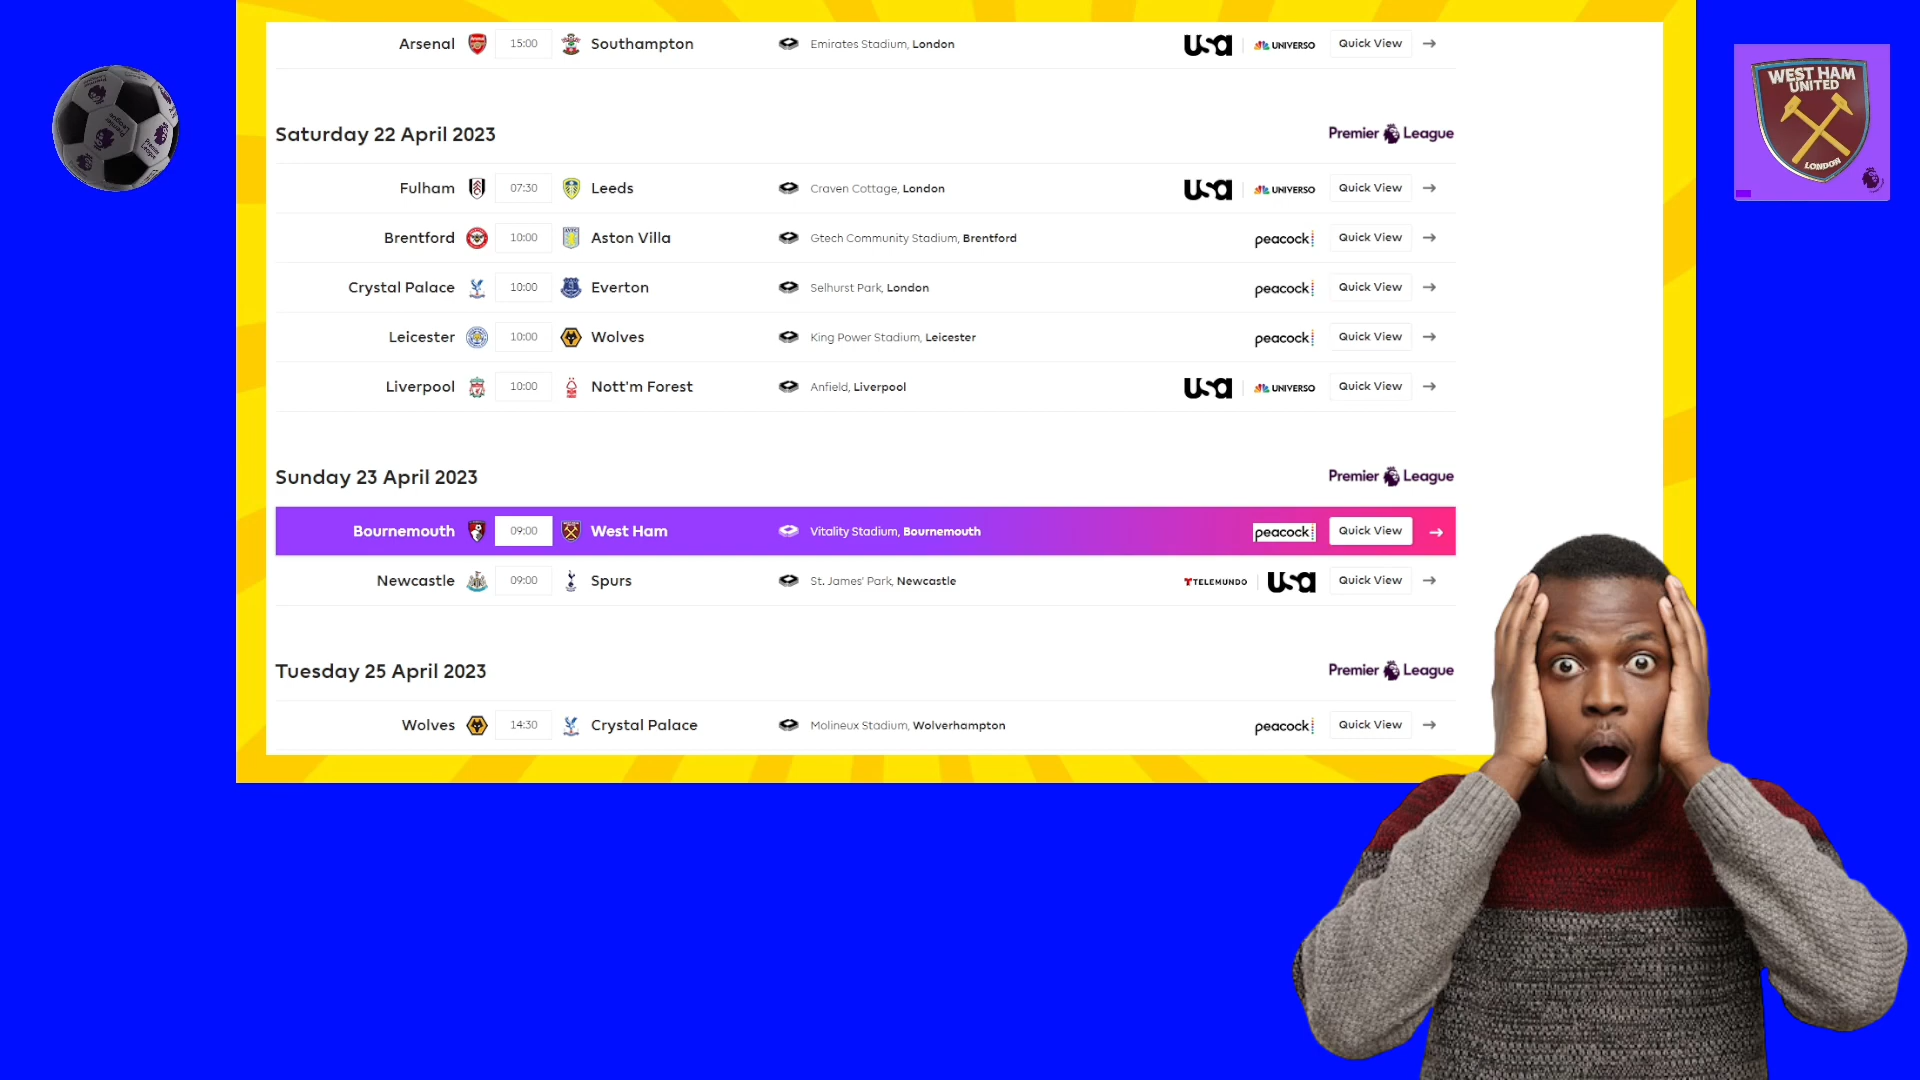 Arsenal 15:00 Southampton Emirates Stadium, London usa UNIVERSO Quick View
WEST HAM
UNITED
LONDON
Premier
League
Saturday 22 April 2023 Premier League
Fulham 07:30 Leeds Craven Cottage, London usa UNIVERSO Quick View
Brentford 10:00 Aston Villa Gtech Community Stadium, Brentford peacock Quick View
Crystal Palace 10:00 Everton Selhurst Park, London peacock Quick View
Leicester 10:00 Wolves King Power Stadium, Leicester peacock Quick View
Liverpool 10:00 Nott'm Forest Anfield, Liverpool usa UNIVERSO Quick View
Sunday 23 April 2023 Premier League
Bournemouth 09:00 West Ham Vitality Stadium, Bournemouth peacock Quick View
Newcastle 09:00 Spurs St. James' Park, Newcastle TELEMUNDO usa Quick View
Tuesday 25 April 2023 Premier League
Wolves 14:30 Crystal Palace Molineux Stadium, Wolverhampton peacock Quick View